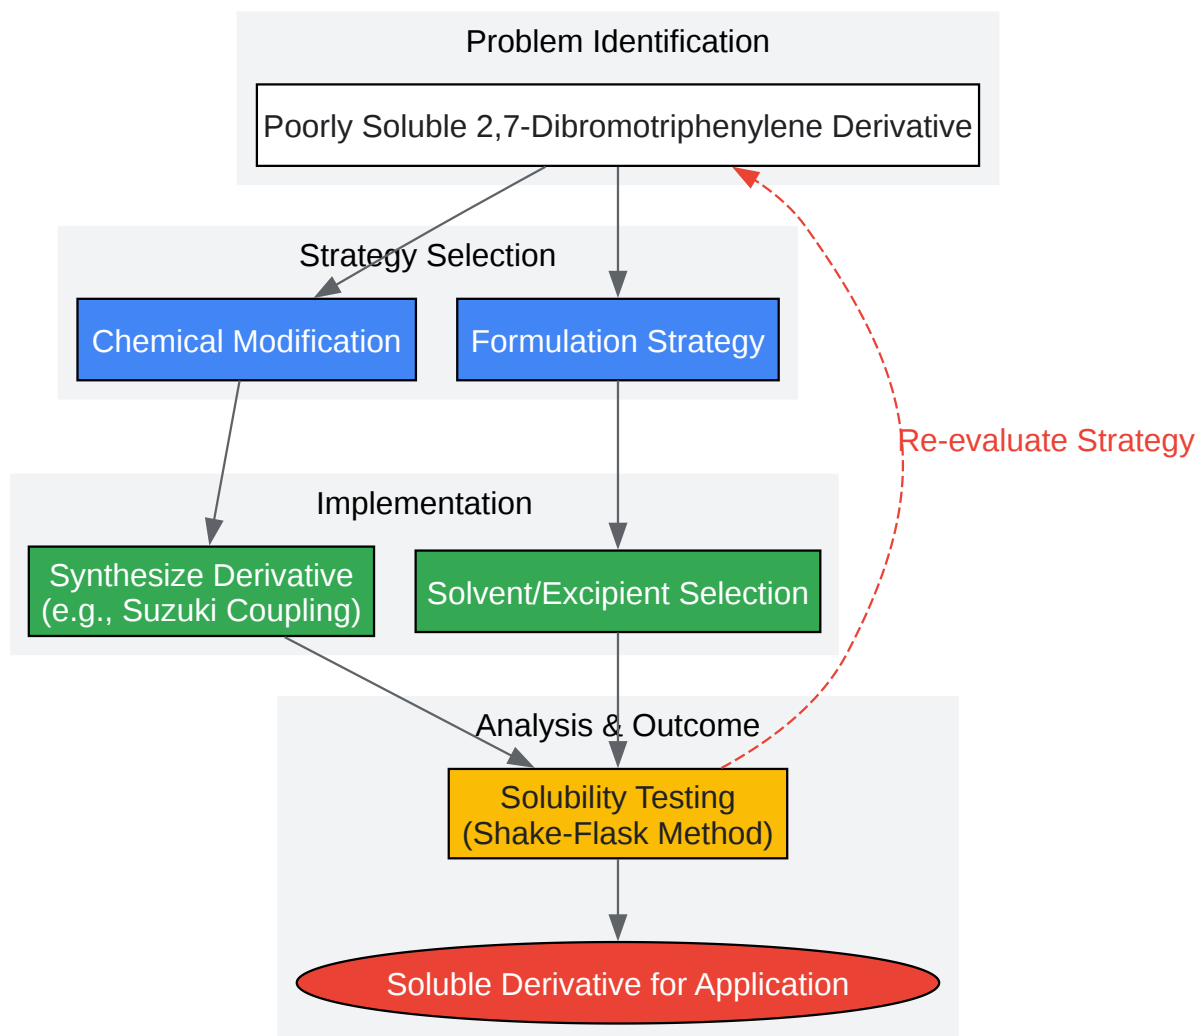 Problem Identification
Poorly Soluble 2,7-Dibromotriphenylene Derivative
Strategy Selection
Chemical Modification
Formulation Strategy
Re-evaluate Strategy
Implementation
Synthesize Derivative
(e.g., Suzuki Coupling)
Solvent/Excipient Selection
Analysis & Outcome
Solubility Testing
(Shake-Flask Method)
Soluble Derivative for Application